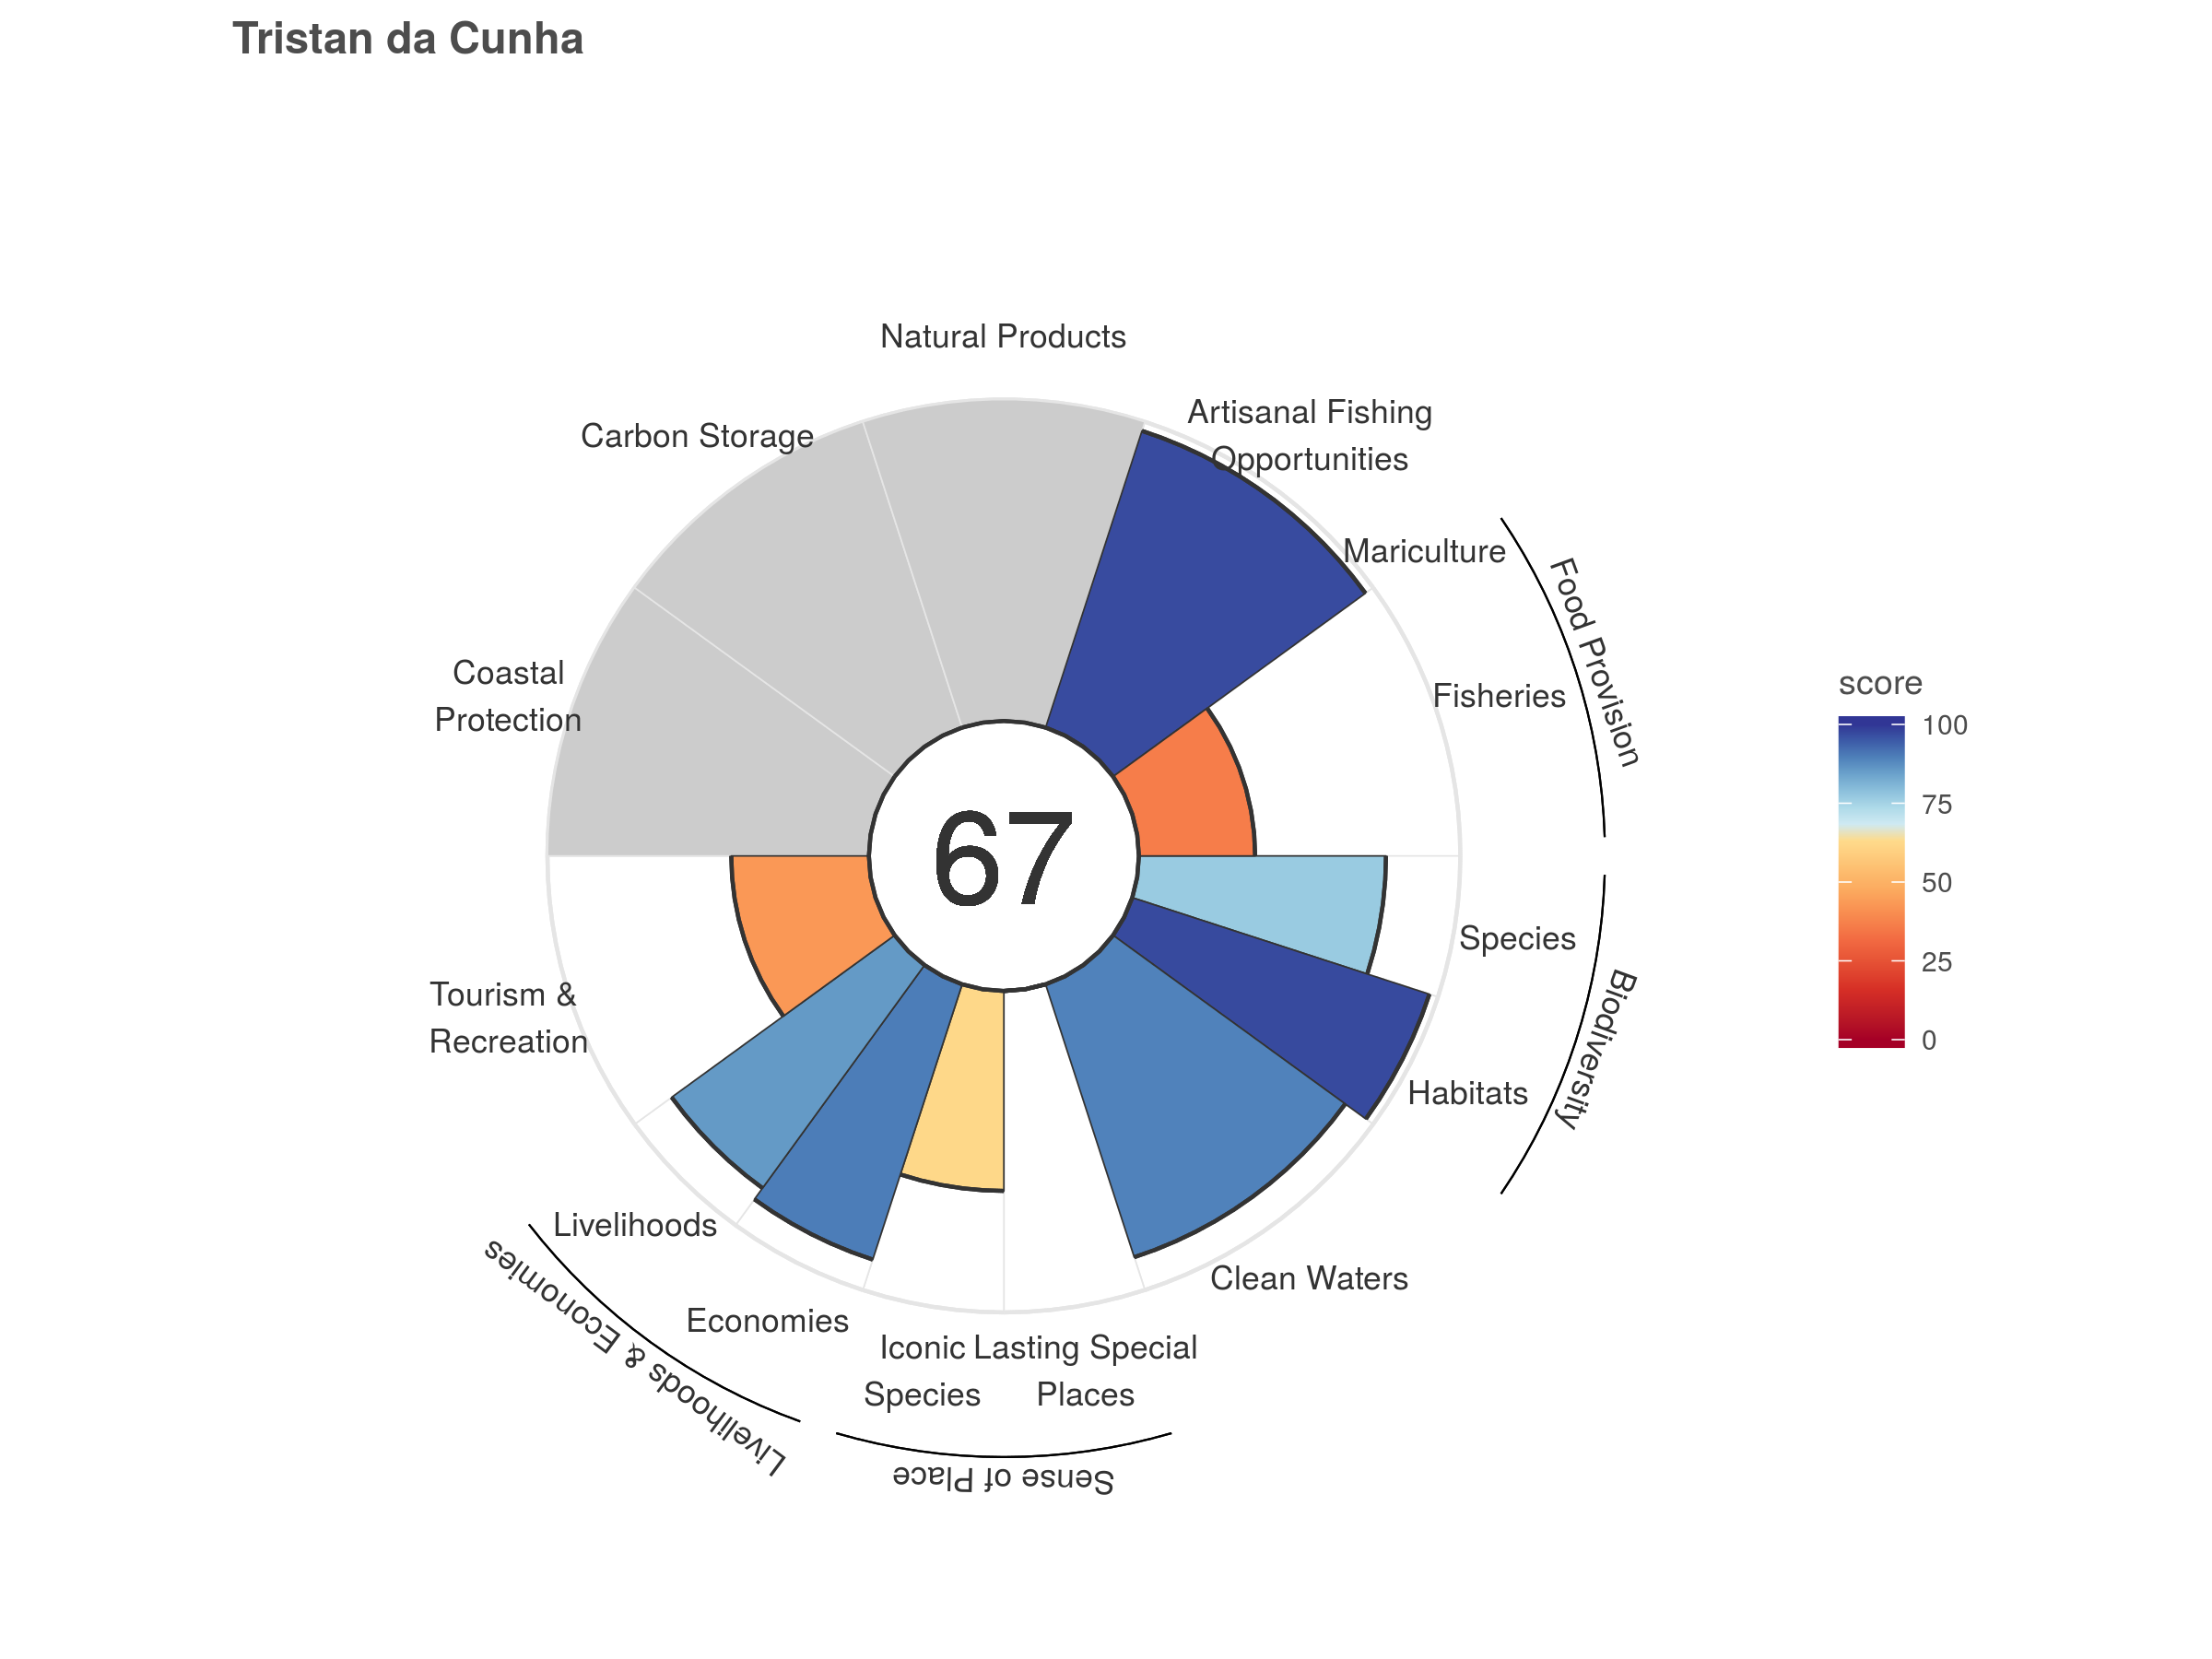 Tristan da Cunha
Natural Products
Artisanal Fishing
Opportunities
Carbon Storage
Mariculture
Food Provision
Fisheries
Coastal
Protection
score
100
75
50
25
0
67
Species
Biodiversity
Habitats
Tourism &
Recreation
Livelihoods
Clean Waters
Economies
Iconic
Species
Lasting Special
Places
Livelihoods & Economies
Sense of Place